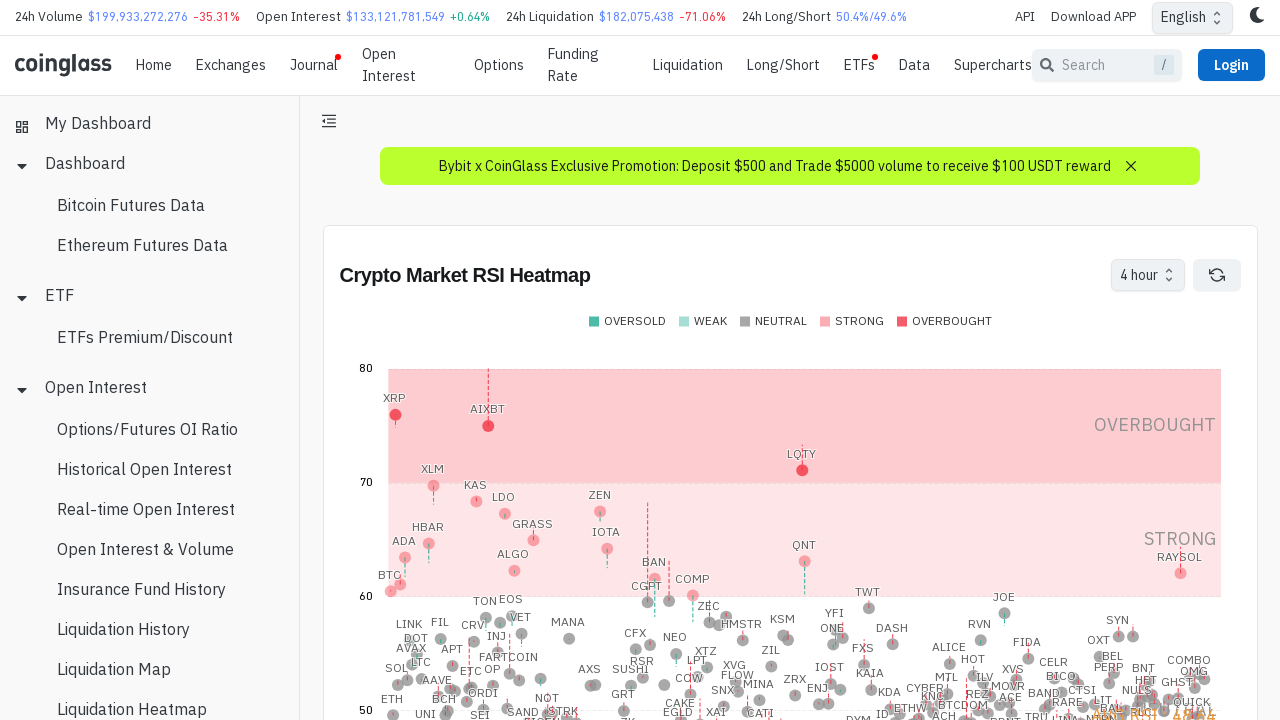 24h Volume $199,933,272,276 -35.31% Open Interest $133,121,781,549 +0.64% 24h Liquidation $182,075,438 -71.06% 24h Long/Short 50.4%/49.6% API Download APP English
coinglass Home Exchanges Journal Open Interest Options Funding Rate Liquidation Long/Short ETFs Data Supercharts Search / Login
My Dashboard
Dashboard
Bitcoin Futures Data
Ethereum Futures Data
ETF
ETFs Premium/Discount
Open Interest
Options/Futures OI Ratio
Historical Open Interest
Real-time Open Interest
Open Interest & Volume
Insurance Fund History
Liquidation History
Liquidation Map
Liquidation Heatmap
Bybit x CoinGlass Exclusive Promotion: Deposit $500 and Trade $5000 volume to receive $100 USDT reward
Crypto Market RSI Heatmap 4 hour
OVERSOLD WEAK NEUTRAL STRONG OVERBOUGHT
80
XRP
AIXBT
OVERBOUGHT
LQTY
XLM
70
KAS
LDO ZEN
GRASS
HBAR IOTA
ADA STRONG
QNT
ALGO RAYSOL
BAN
BTC COMP
CGPT
TWT
60
JOE
TON EOS
ZEC
VET YFI
KSM SYN
MANA
LINK FIL CRV HMSTR
ONE DASH RVN
CFX
INJ NEO
DOT OXT
FIDA
AVAX APT FXS ALICE
XTZ ZIL
FARTCOIN
LTC RSR LPT HOT BEL
CELR COMBO
SOL ETC OP AXS SUSHI XVG IOST XVS PERP BNT
OMG
AAVE COW FLOW ZRX KAIA MTL ILV BICO HFT GHST
ETH BCH ORDI GRT SNX MINA ENJ KDA CYBER REZ MOVR BAND CTSI NULS
NOT CAKE KNC ACE RARE LIT QUICK
UNI SEI SAND STRK EGLD XAI CATI ID ETHW BTCDOM
50 ACH TRU